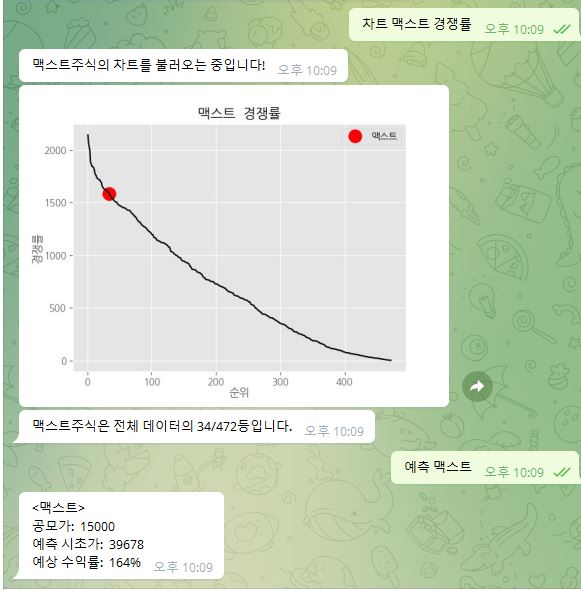 차트 맥스트 경쟁률 오후 10:09
맥스트주식의 차트를 불러오는 중입니다! 오후 10:09
맥스트 경쟁률
맥스트
2000
1500
1000
500
0
경쟁률
0 100 200 300 400
순위
맥스트주식은 전체 데이터의 34/472등입니다. 오후 10:09
예측 맥스트 오후 10:09
<맥스트>
공모가: 15000
예측 시초가: 39678
예상 수익률: 164% 오후 10:09